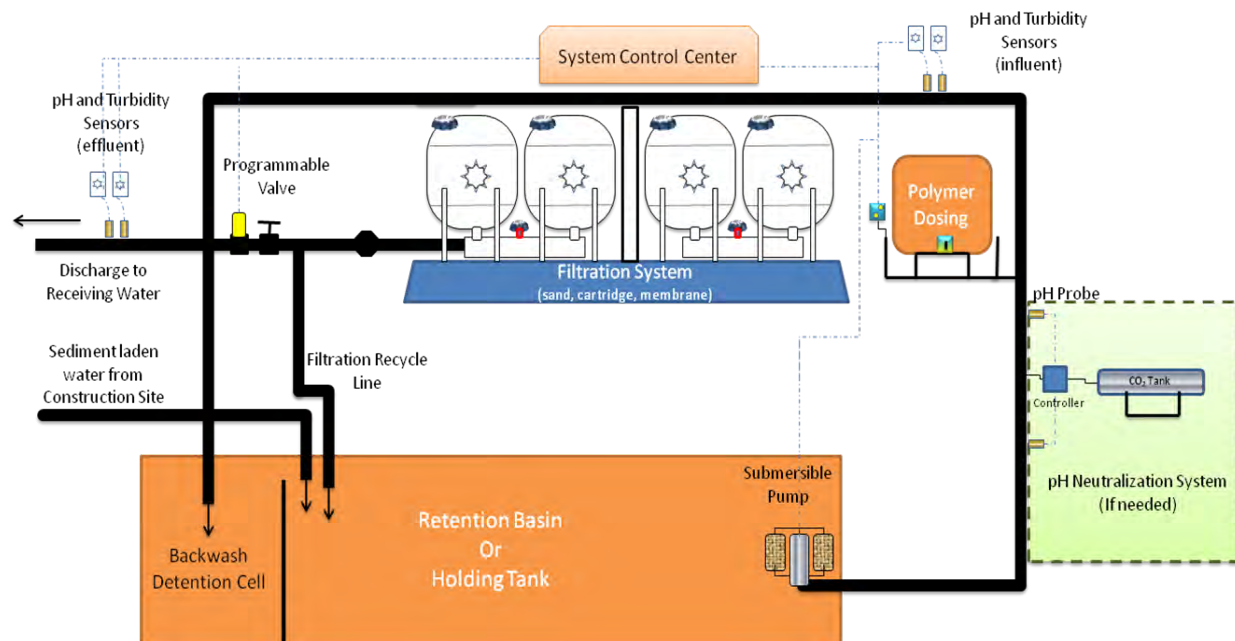 pH and Turbidity
Sensors
(influent)
System Control Center
pH and Turbidity
Sensors
(effluent)
Programmable
Valve
Polymer
Dosing
Discharge to
Receiving Water
Filtration System
(sand, cartridge, membrane)
pH Probe
Sediment laden
water from
Construction Site
Filtration Recycle
Line
CO₂ Tank
Controller
Submersible
Pump
pH Neutralization System
(If needed)
Retention Basin
Or
Holding Tank
Backwash
Detention Cell